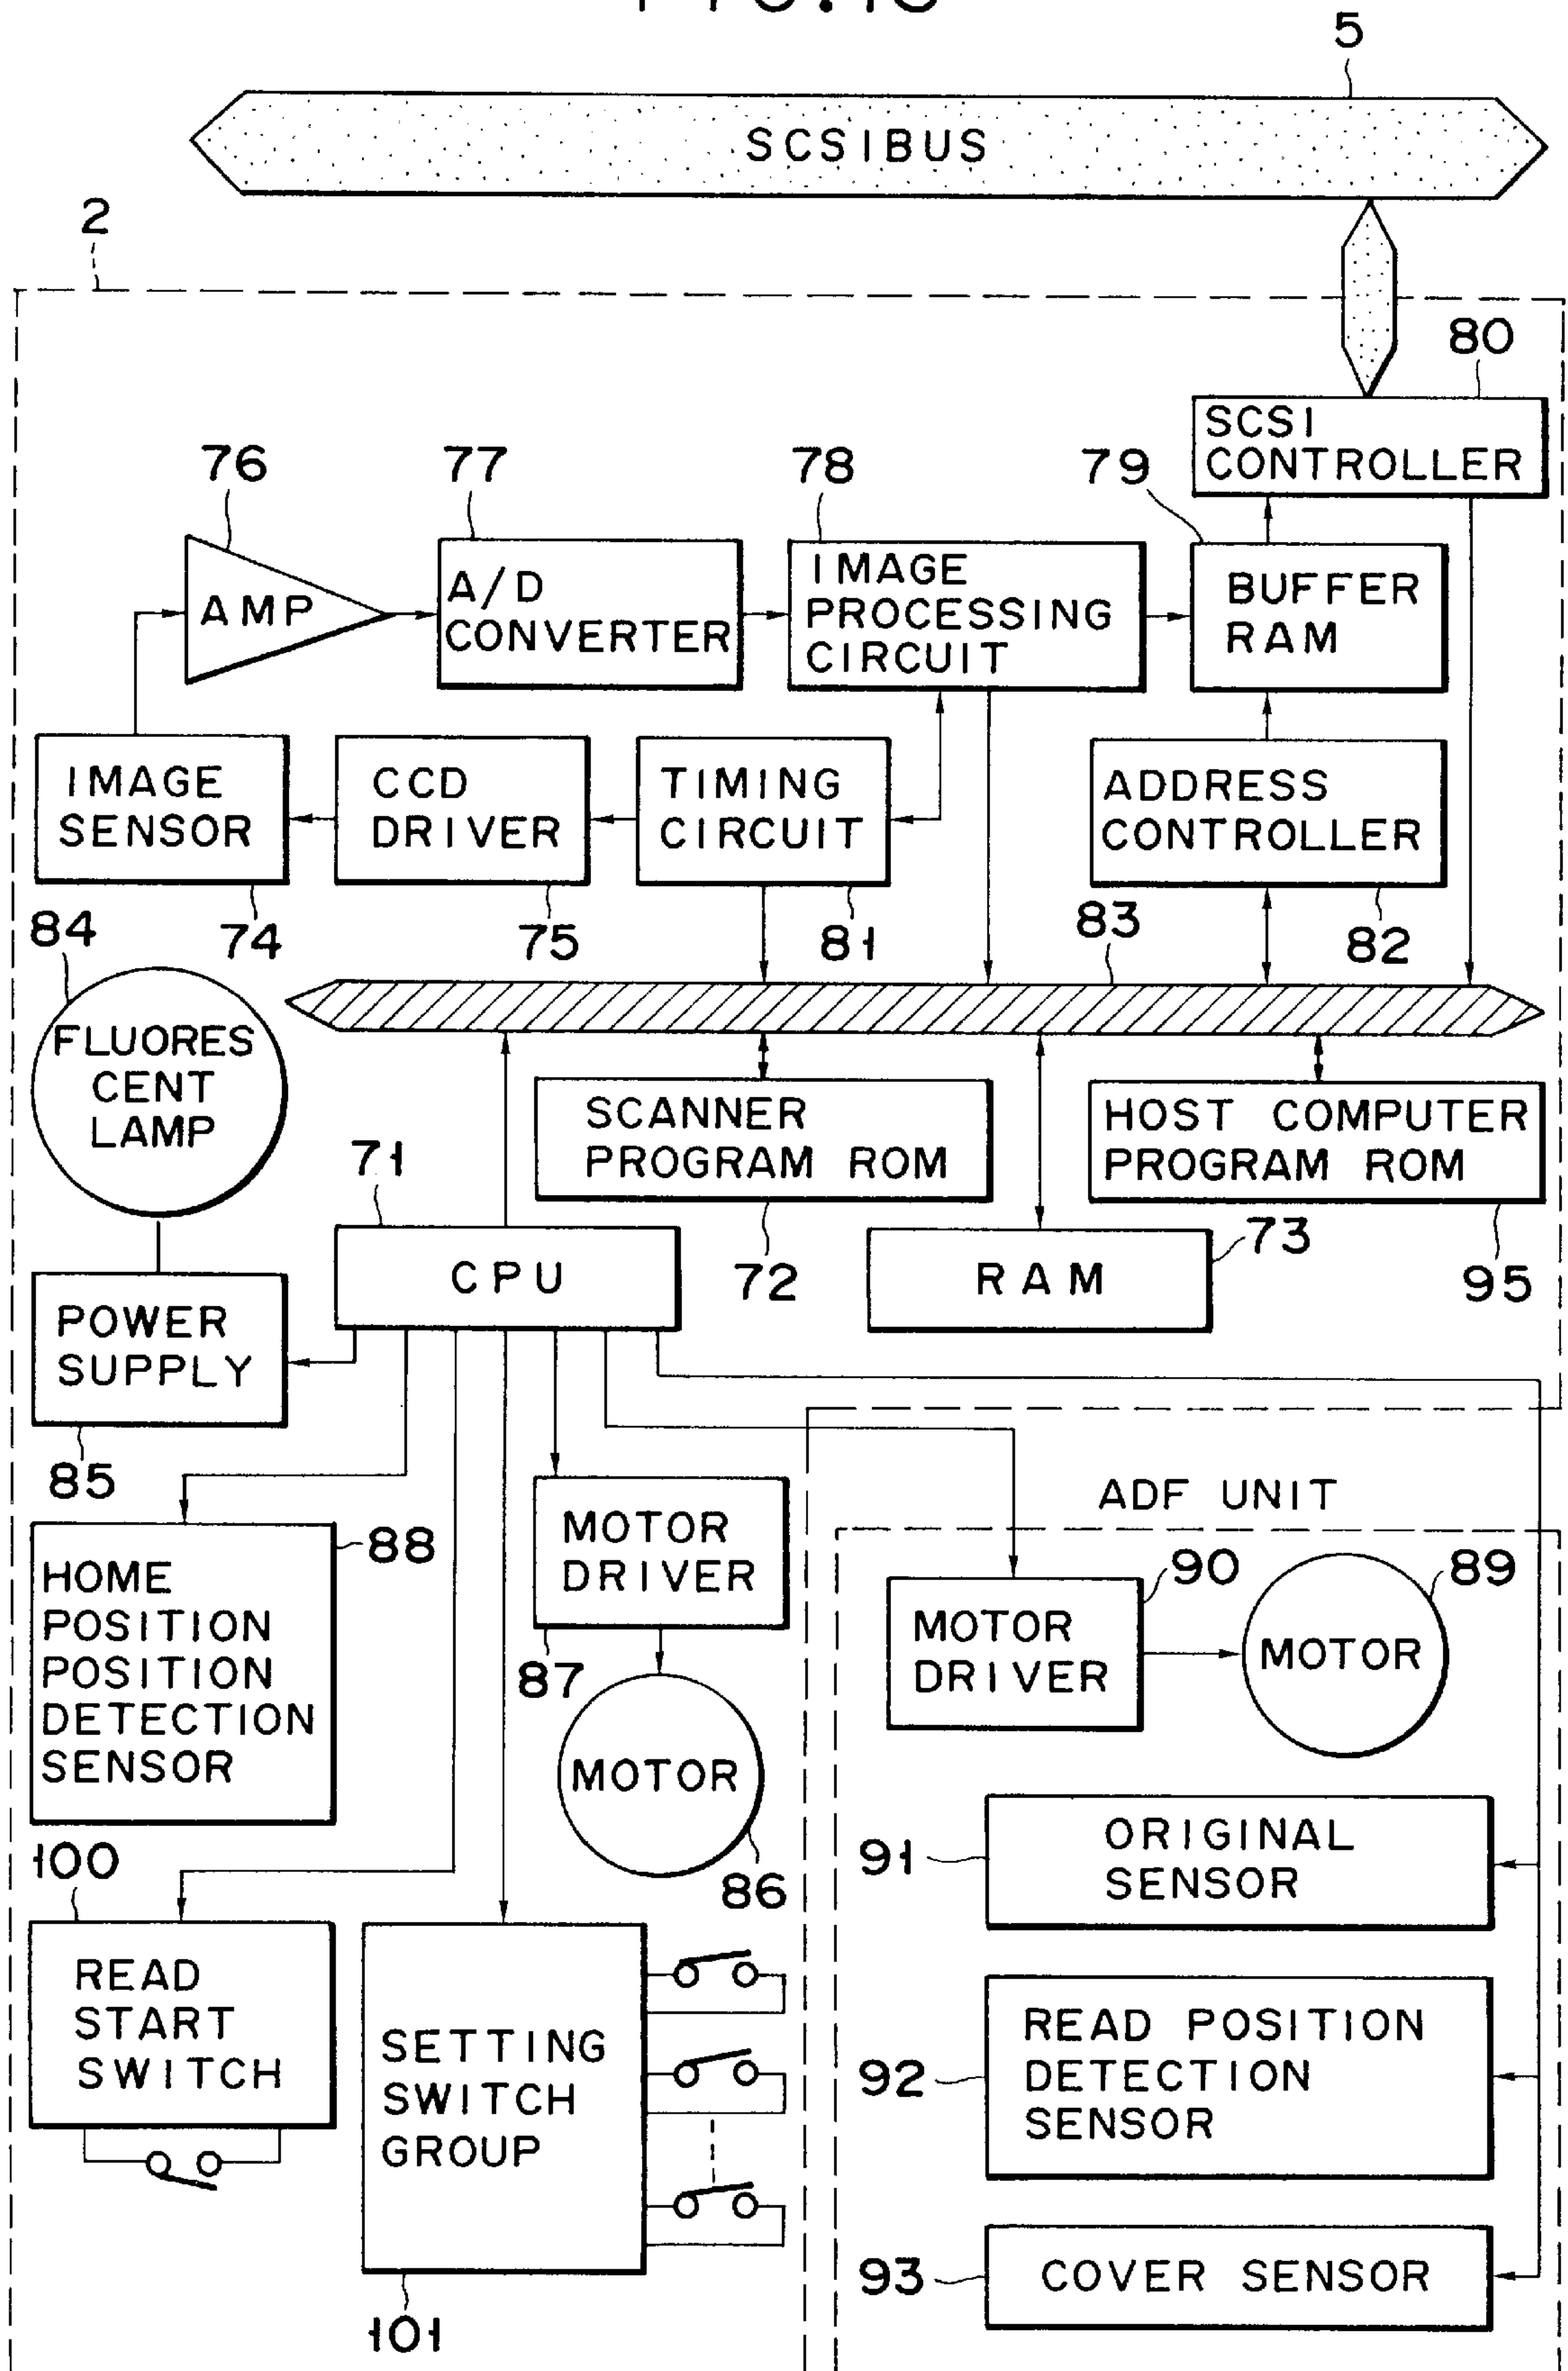 5
SCSIBUS
2
80
SCSI
CONTROLLER
76
77
78
79
AMP
A/D
CONVERTER
IMAGE
PROCESSING
CIRCUIT
BUFFER
RAM
IMAGE
SENSOR
CCD
DRIVER
TIMING
CIRCUIT
ADDRESS
CONTROLLER
84
74
75
81
83
82
FLUORES
CENT
LAMP
SCANNER
PROGRAM ROM
HOST COMPUTER
PROGRAM ROM
71
72
73
95
CPU
RAM
POWER
SUPPLY
85
ADF UNIT
88
HOME
POSITION
POSITION
DETECTION
SENSOR
MOTOR
DRIVER
87
MOTOR
86
90
89
MOTOR
DRIVER
MOTOR
91
ORIGINAL
SENSOR
100
READ
START
SWITCH
SETTING
SWITCH
GROUP
101
92
READ POSITION
DETECTION
SENSOR
93
COVER SENSOR